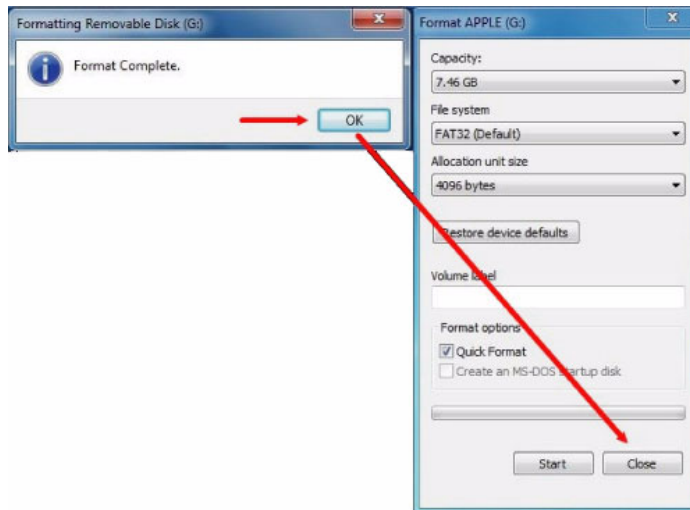 Formatting Removable Disk (G:)
Format Complete.
OK
Format APPLE (G:)
Capacity:
7.46 GB
File system
FAT32 (Default)
Allocation unit size
4096 bytes
Restore device defaults
Volume label
Format options
Quick Format
Create an MS-DOS startup disk
Start
Close